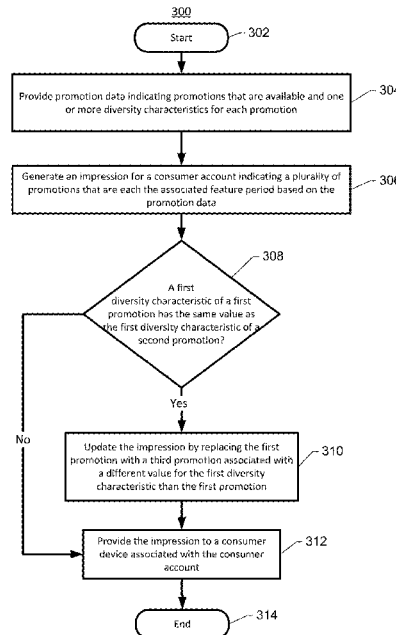 300
Start
302
Provide promotion data indicating promotions that are available and one
or more diversity characteristics for each promotion
304
Generate an impression for a consumer account indicating a plurality of
promotions that are each the associated feature period based on the
promotion data
306
308
A first
diversity characteristic of a first
promotion has the same value as
the first diversity characteristic of a
second promotion?
Yes
No
Update the impression by replacing the first
promotion with a third promotion associated with
a different value for the first diversity
characteristic than the first promotion
310
Provide the impression to a consumer
device associated with the consumer
account
312
End
314